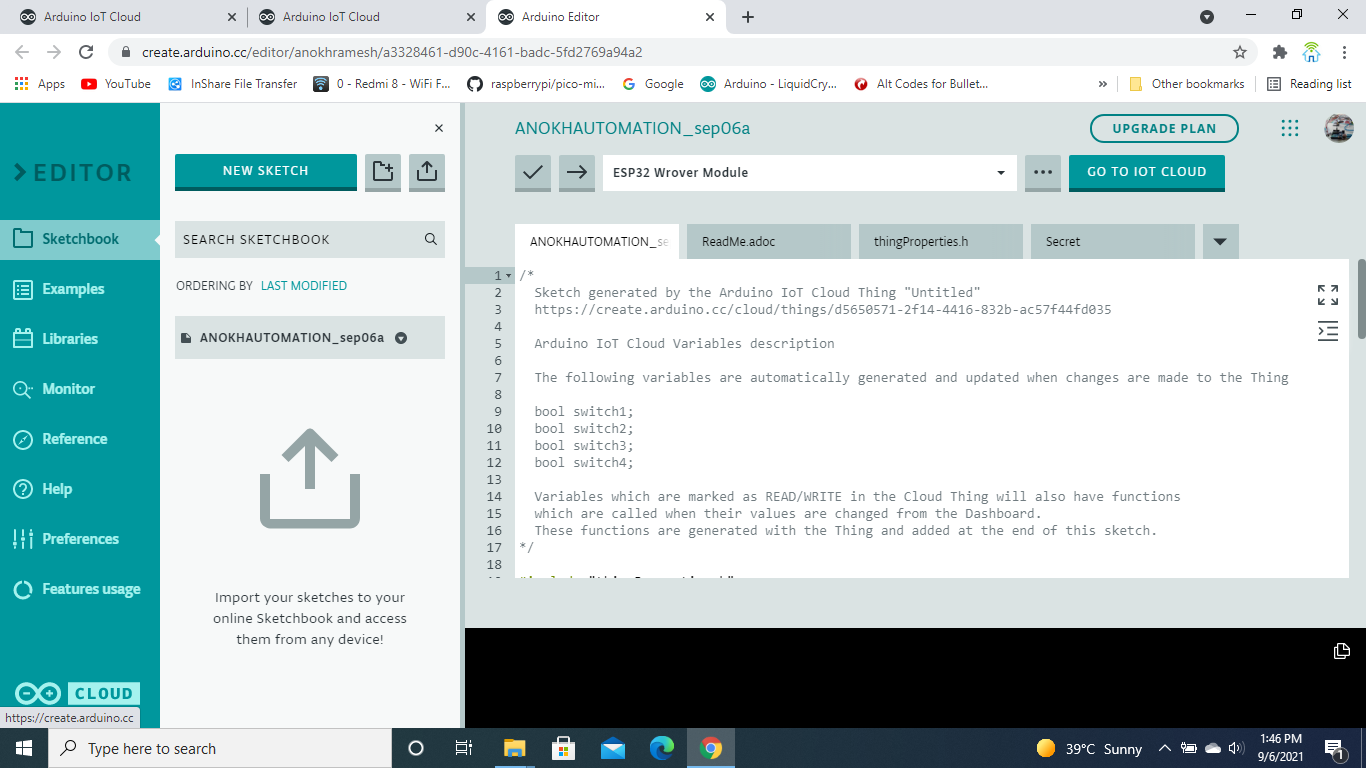 Arduino IoT Cloud
Arduino IoT Cloud
Arduino Editor
create.arduino.cc/editor/anokhramesh/a3328461-d90c-4161-badc-5fd2769a94a2
Apps
YouTube
InShare File Transfer
0 - Redmi 8 - WiFi F...
raspberrypi/pico-mi...
Google
Arduino - LiquidCry...
Alt Codes for Bullet...
»
Other bookmarks
Reading list
EDITOR
Sketchbook
Examples
Libraries
Monitor
Reference
Help
Preferences
Features usage
CLOUD
https://create.arduino.cc
NEW SKETCH
SEARCH SKETCHBOOK
ORDERING BY LAST MODIFIED
ANOKHAUTOMATION_sep06a
Import your sketches to your
online Sketchbook and access
them from any device!
ANOKHAUTOMATION_sep06a
UPGRADE PLAN
ESP32 Wrover Module
GO TO IOT CLOUD
ANOKHAUTOMATION_se
ReadMe.adoc
thingProperties.h
Secret
1 /*
2 Sketch generated by the Arduino IoT Cloud Thing "Untitled"
3 https://create.arduino.cc/cloud/things/d5650571-2f14-4416-832b-ac57f44fd035
4
5 Arduino IoT Cloud Variables description
6
7 The following variables are automatically generated and updated when changes are made to the Thing
8
9 bool switch1;
10 bool switch2;
11 bool switch3;
12 bool switch4;
13
14 Variables which are marked as READ/WRITE in the Cloud Thing will also have functions
15 which are called when their values are changed from the Dashboard.
16 These functions are generated with the Thing and added at the end of this sketch.
17 */
18
Type here to search
39°C Sunny
1:46 PM
9/6/2021
1